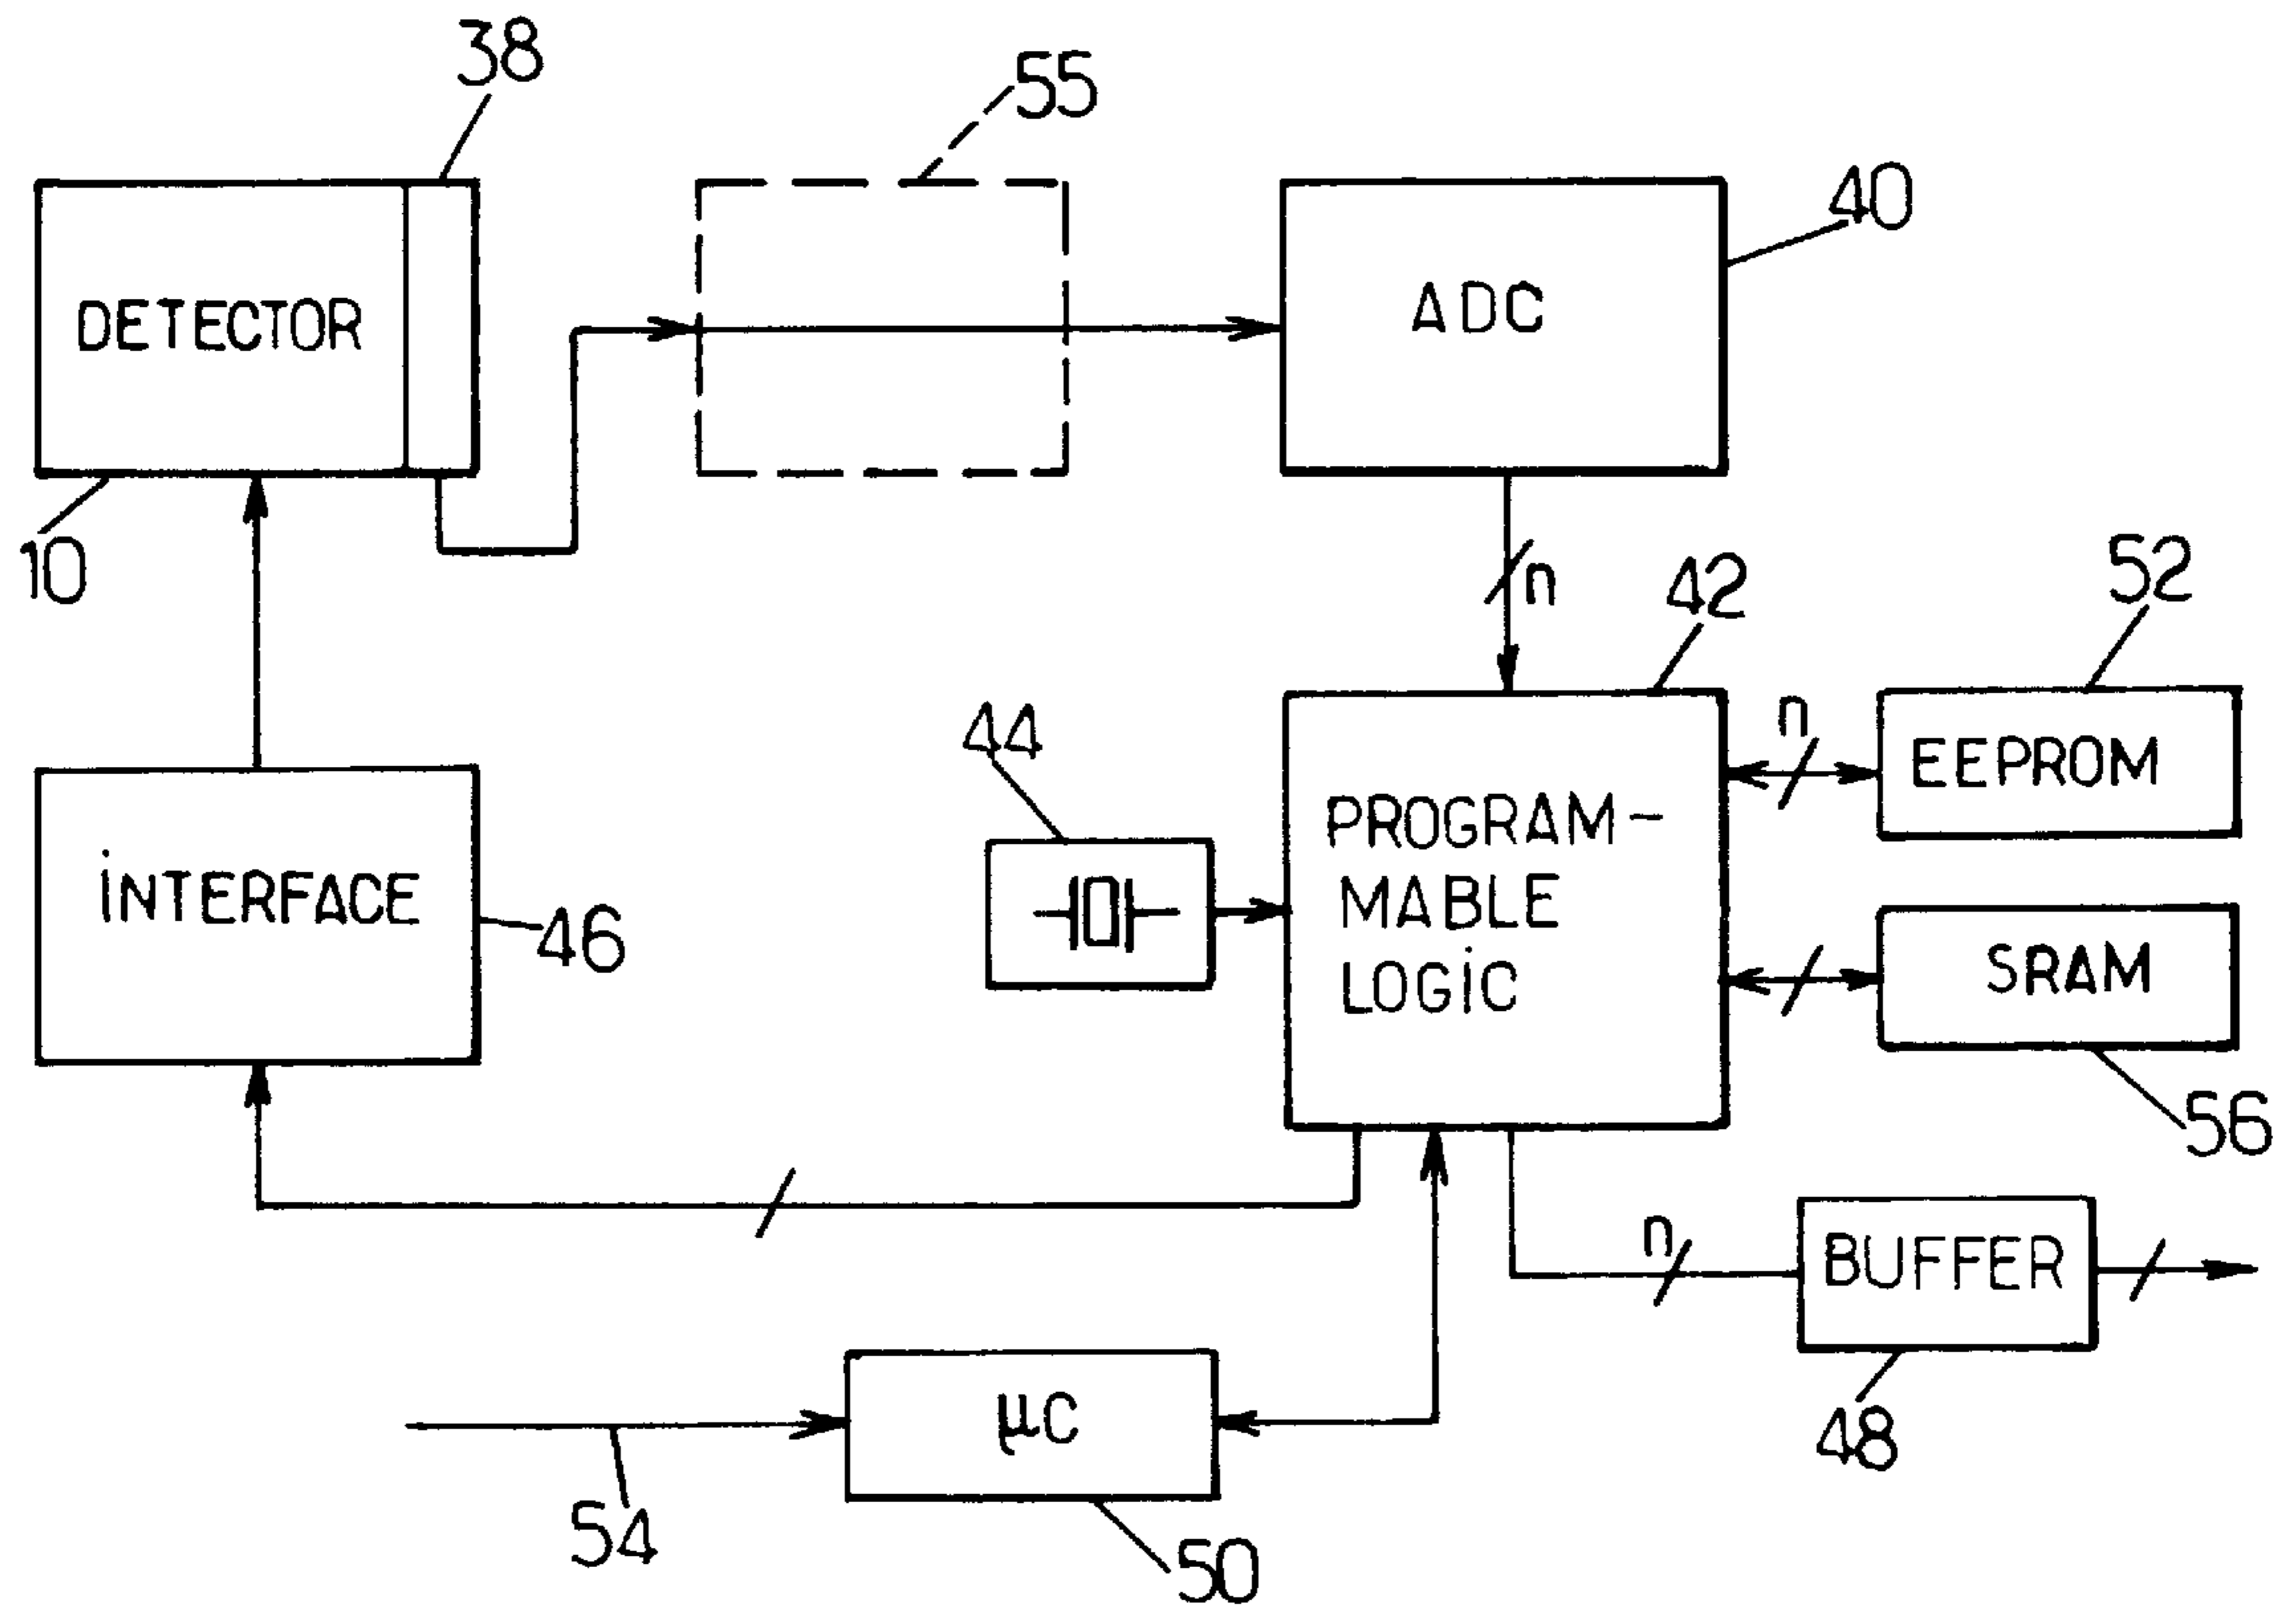 38
55
40
DETECTOR
ADC
10
n
42
52
44
n
EEPROM
PROGRAM-
MABLE
LOGiC
iNTERFACE
46
SRAM
56
n
BUFFER
48
µC
54
50